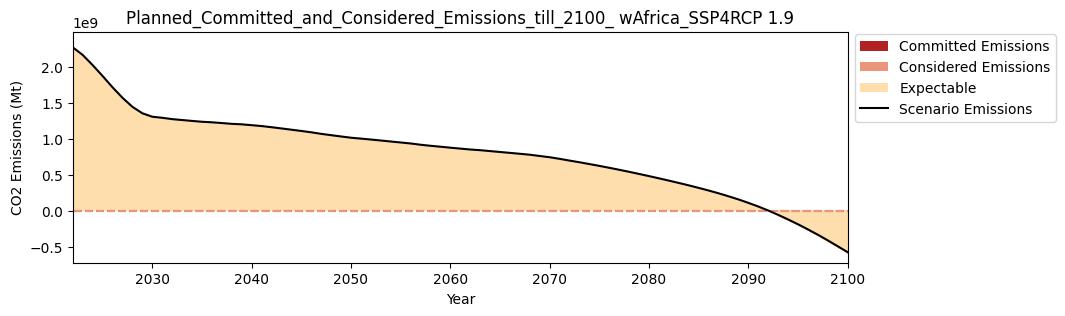 Planned_Committed_and_Considered_Emissions_till_2100_ wAfrica_SSP4RCP 1.9
1e9
2.0
1.5
1.0
0.5
0.0
−0.5
CO2 Emissions (Mt)
2030 2040 2050 2060 2070 2080 2090 2100
Year
Committed Emissions
Considered Emissions
Expectable
Scenario Emissions